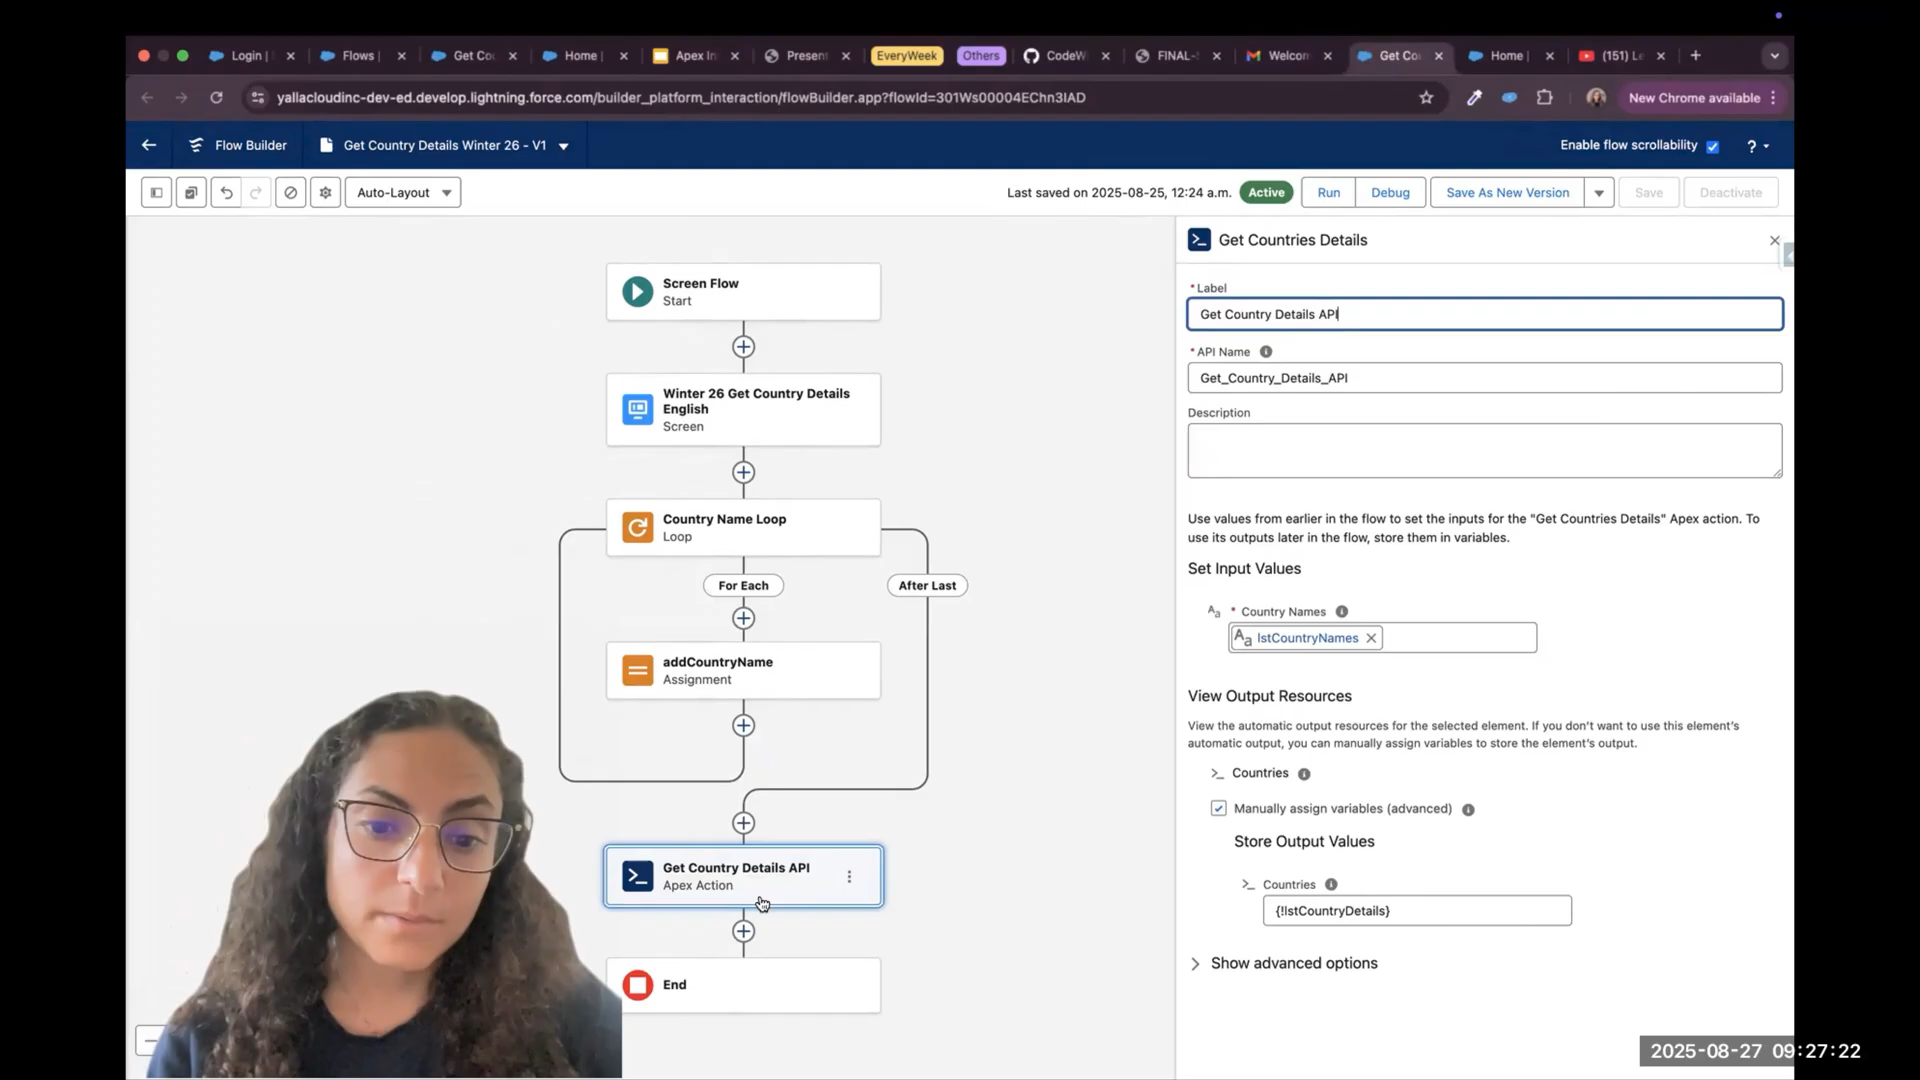 Login |
Flows |
Get Co
Home |
Apex In
Present
EveryWeek
Others
CodeW
FINAL-S
Welcon
Get Co
Home |
(151) Le
yallacloudinc-dev-ed.develop.lightning.force.com/builder_platform_interaction/flowBuilder.app?flowId=301Ws00004EChn3IAD
New Chrome available
Flow Builder
Get Country Details Winter 26 - V1
Enable flow scrollability
?
Auto-Layout
Last saved on 2025-08-25, 12:24 a.m.
Active
Run
Debug
Save As New Version
Save
Deactivate
Screen Flow
Start
Winter 26 Get Country Details
English
Screen
Country Name Loop
Loop
For Each
After Last
addCountryName
Assignment
Get Country Details API
Apex Action
End
Get Countries Details
* Label
Get Country Details API
* API Name
Get_Country_Details_API
Description
Use values from earlier in the flow to set the inputs for the "Get Countries Details" Apex action. To
use its outputs later in the flow, store them in variables.
Set Input Values
Aa * Country Names
Aa lstCountryNames
View Output Resources
View the automatic output resources for the selected element. If you don't want to use this element's
automatic output, you can manually assign variables to store the element's output.
Countries
Manually assign variables (advanced)
Store Output Values
Countries
{!lstCountryDetails}
Show advanced options
2025-08-27 09:27:22